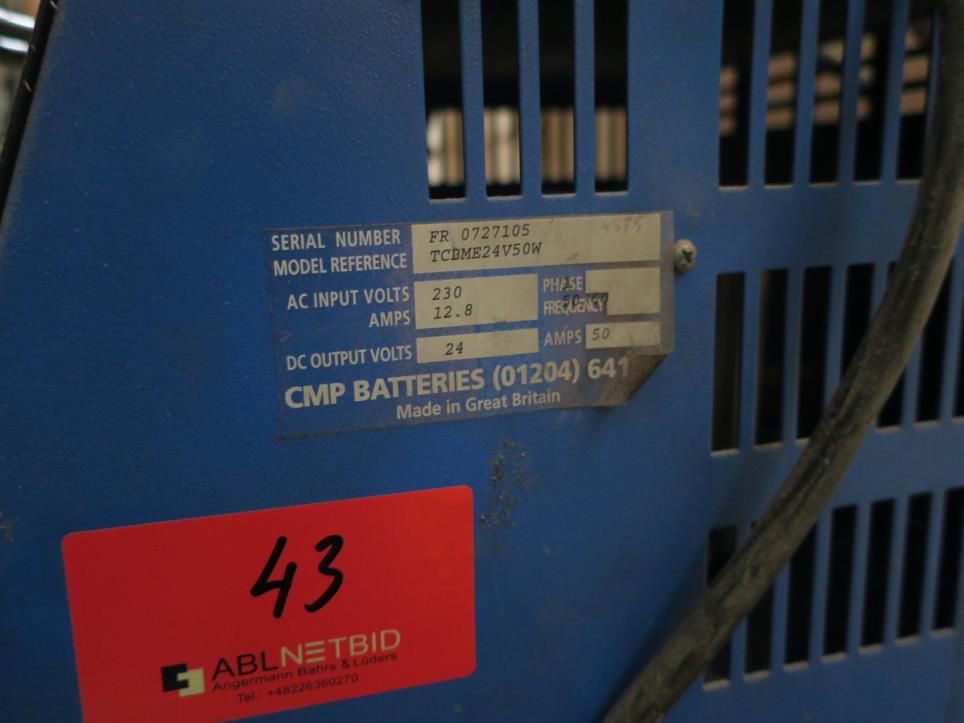 SERIAL NUMBER FR 0727105
MODEL REFERENCE TCBME24V50W
AC INPUT VOLTS 230 PHASE
AMPS 12.8 FREQUENCY
DC OUTPUT VOLTS 24 AMPS 50
CMP BATTERIES (01204) 641
Made in Great Britain
43
ABLNETBID
Angermann Bahrs & Lüders
Tel.: +48226360270